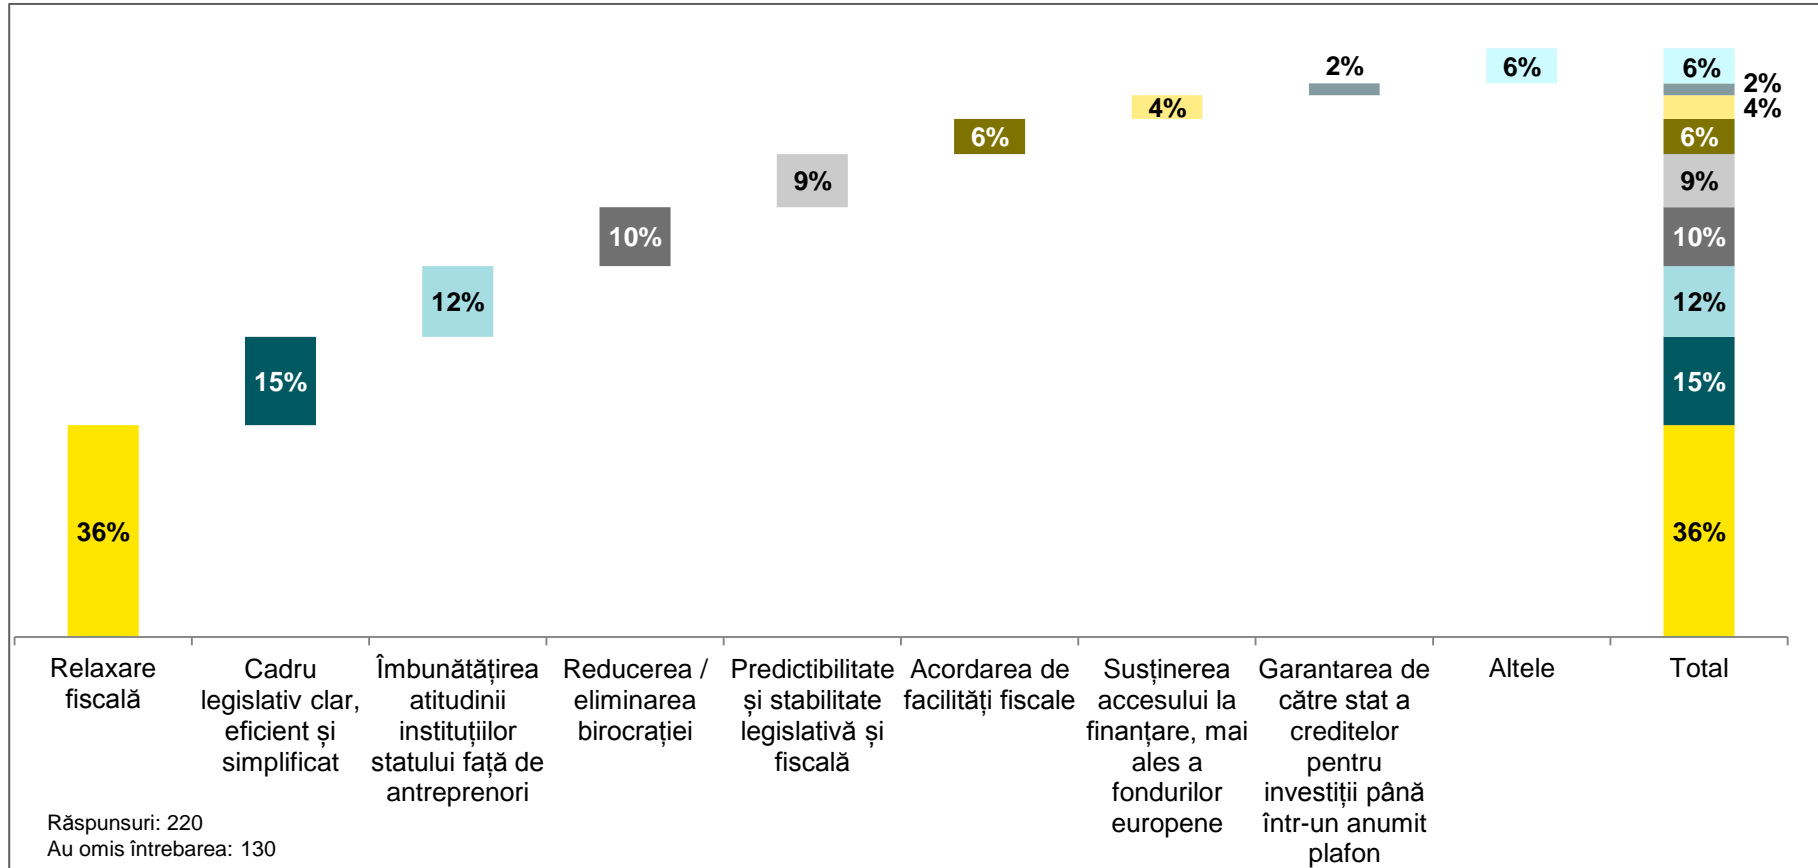 2%
6%
6%
2%
4%
4%
6%
6%
9%
9%
10%
10%
12%
12%
15%
15%
36%
36%
Relaxare
fiscală
Cadru
legislativ clar,
eficient și
simplificat
Îmbunătățirea
atitudinii
instituțiilor
statului față de
antreprenori
Reducerea /
eliminarea
birocrației
Predictibilitate
și stabilitate
legislativă și
fiscală
Acordarea de
facilități fiscale
Susținerea
accesului la
finanțare, mai
ales a
fondurilor
europene
Garantarea de
către stat a
creditelor
pentru
investiții până
într-un anumit
plafon
Altele
Total
Răspunsuri: 220
Au omis întrebarea: 130